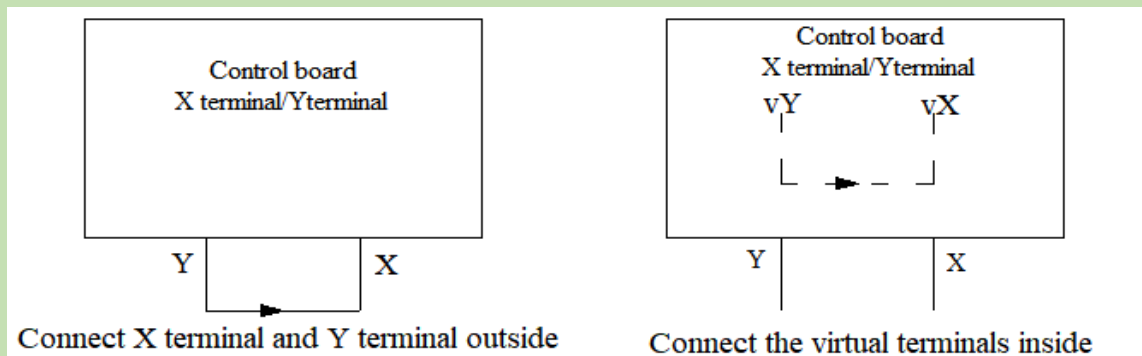 Control board
X terminal/Yterminal
Y
X
Connect X terminal and Y terminal outside
Control board
X terminal/Yterminal
vY
vX
Y
X
Connect the virtual terminals inside